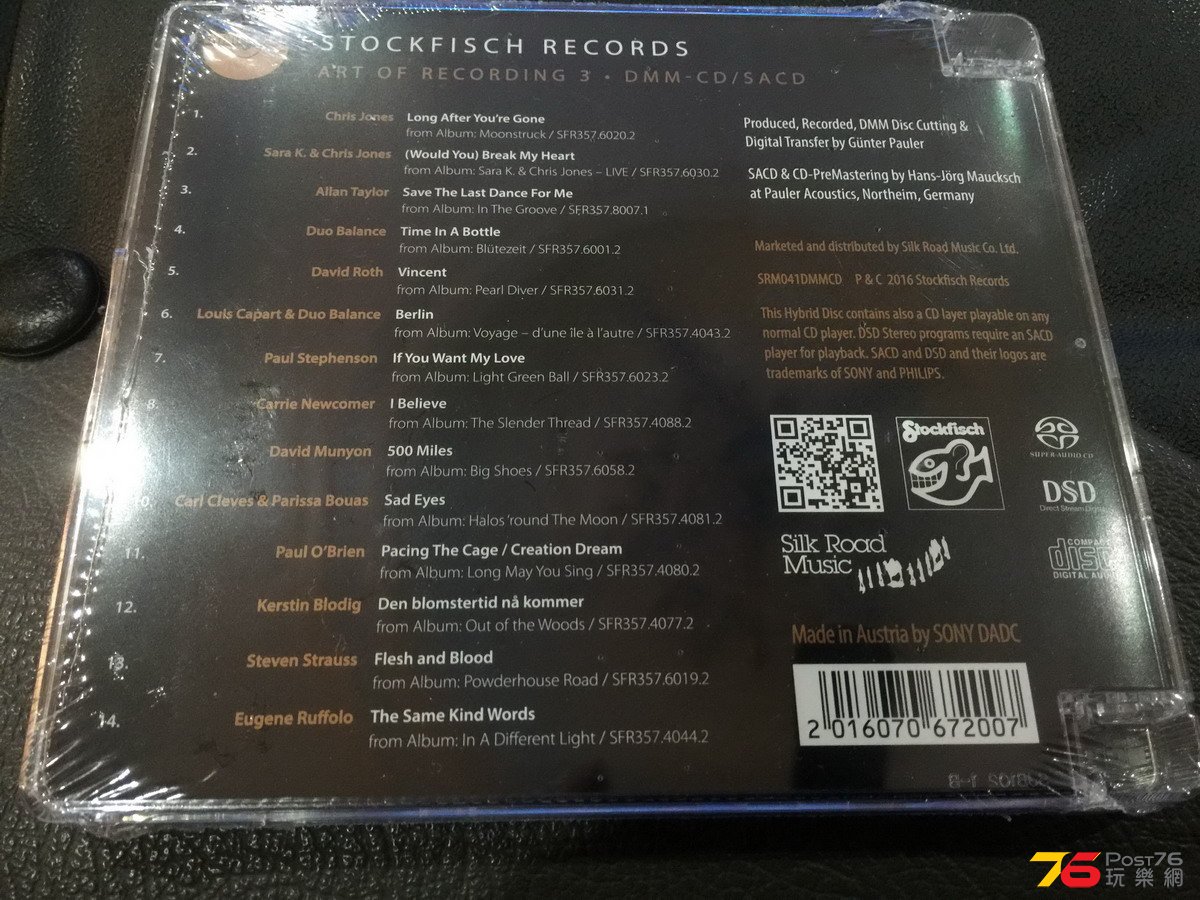 STOCKFISCH RECORDS
ART OF RECORDING 3 • DMM-CD/SACD
1. Chris Jones Long After You're Gone
from Album: Moonstruck / SFR357.6020.2
2. Sara K. & Chris Jones (Would You) Break My Heart
from Album: Sara K. & Chris Jones – LIVE / SFR357.6030.2
3. Allan Taylor Save The Last Dance For Me
from Album: In The Groove / SFR357.8007.1
4. Duo Balance Time In A Bottle
from Album: Blütezeit / SFR357.6001.2
5. David Roth Vincent
from Album: Pearl Diver / SFR357.6031.2
6. Louis Capart & Duo Balance Berlin
from Album: Voyage – d'une île à l'autre / SFR357.4043.2
7. Paul Stephenson If You Want My Love
from Album: Light Green Ball / SFR357.6023.2
8. Carrie Newcomer I Believe
from Album: The Slender Thread / SFR357.4088.2
David Munyon 500 Miles
from Album: Big Shoes / SFR357.6058.2
10. Carl Cleves & Parissa Bouas Sad Eyes
from Album: Halos 'round The Moon / SFR357.4081.2
11. Paul O'Brien Pacing The Cage / Creation Dream
from Album: Long May You Sing / SFR357.4080.2
12. Kerstin Blodig Den blomstertid nå kommer
from Album: Out of the Woods / SFR357.4077.2
13. Steven Strauss Flesh and Blood
from Album: Powderhouse Road / SFR357.6019.2
14. Eugene Ruffolo The Same Kind Words
from Album: In A Different Light / SFR357.4044.2
Produced, Recorded, DMM Disc Cutting &
Digital Transfer by Günter Pauler
SACD & CD-PreMastering by Hans-Jörg Maucksch
at Pauler Acoustics, Northeim, Germany
Marketed and distributed by Silk Road Music Co. Ltd.
SRM041DMMCD P & C 2016 Stockfisch Records
This Hybrid Disc contains also a CD layer playable on any
normal CD player. DSD Stereo programs require an SACD
player for playback. SACD and DSD and their logos are
trademarks of SONY and PHILIPS.
Stockfisch
SUPER AUDIO CD
DSD
Direct Stream Digital
Silk Road
Music
COMPACT
disc
DIGITAL AUDIO
Made in Austria by SONY DADC
2 016070 672007
76 Post76
玩樂網